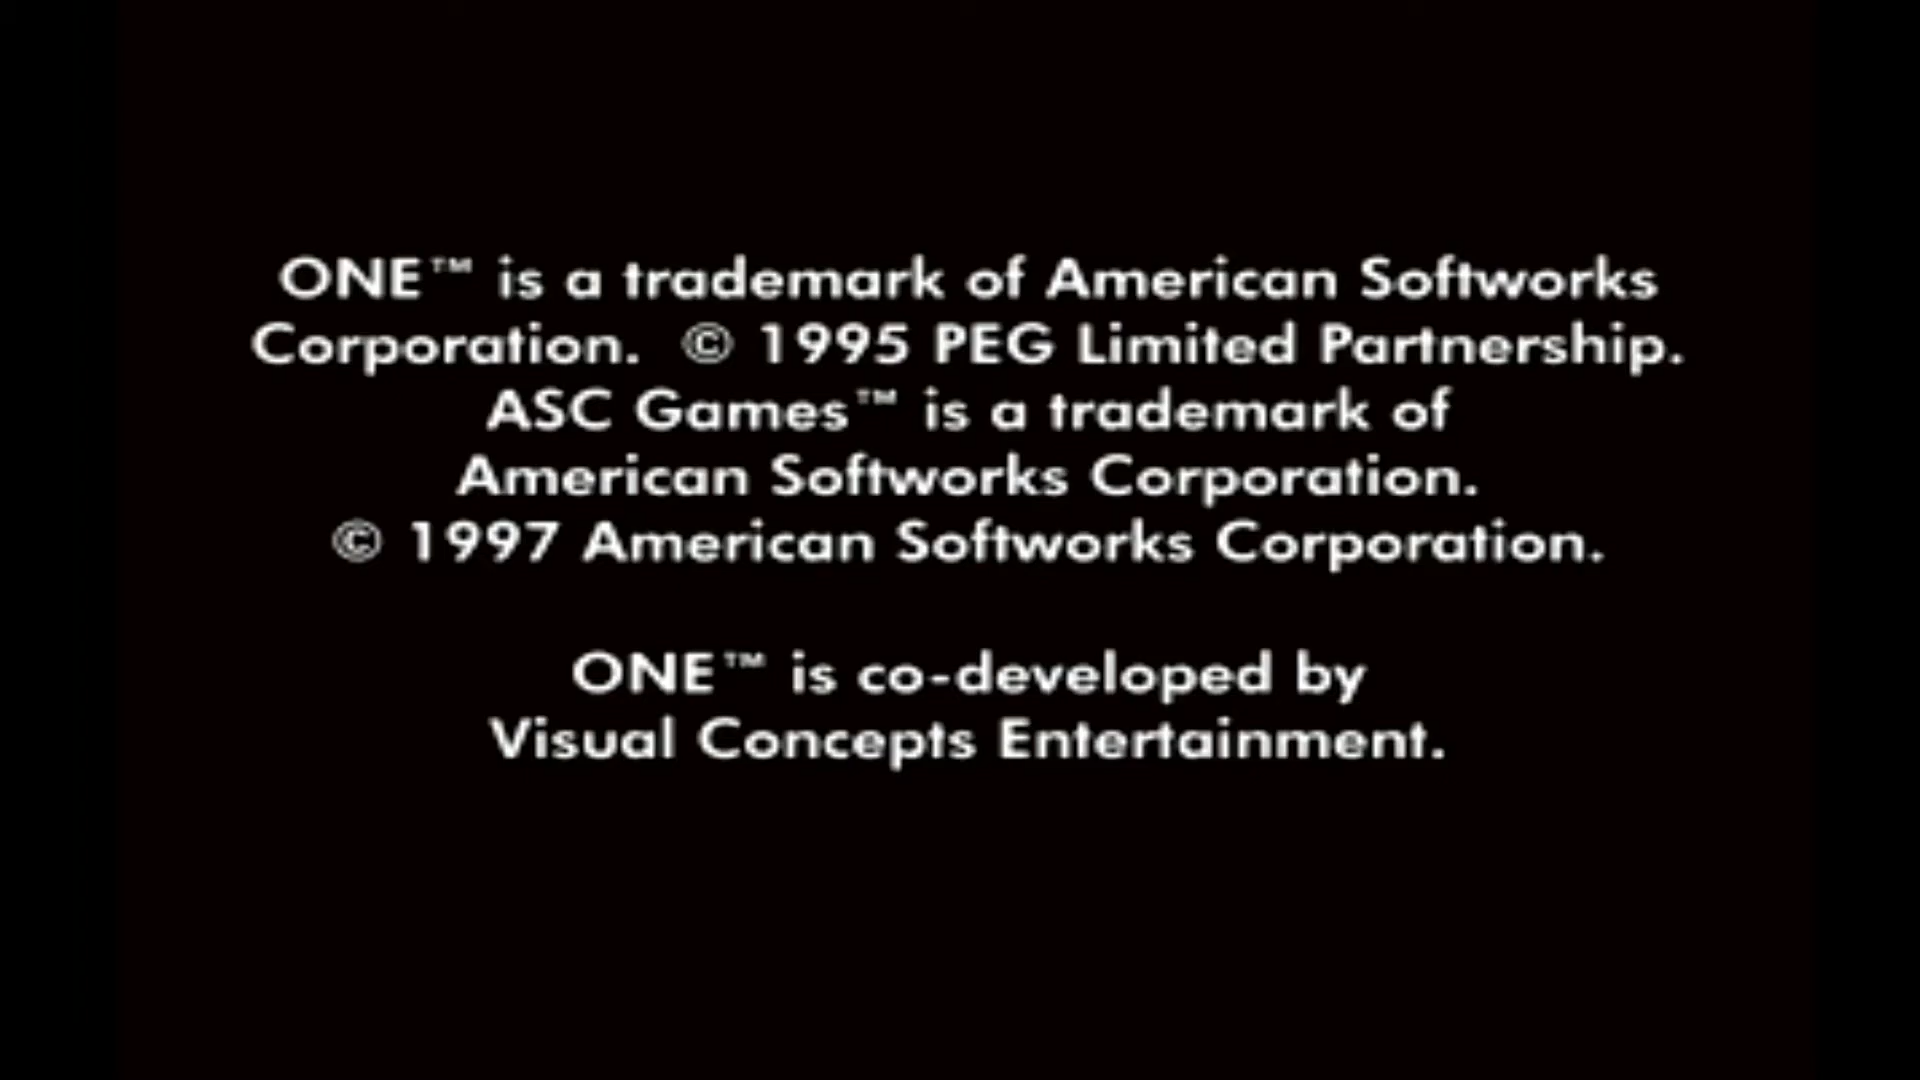 ONE™ is a trademark of American Softworks
Corporation. © 1995 PEG Limited Partnership.
ASC Games™ is a trademark of
American Softworks Corporation.
© 1997 American Softworks Corporation.
ONE™ is co-developed by
Visual Concepts Entertainment.